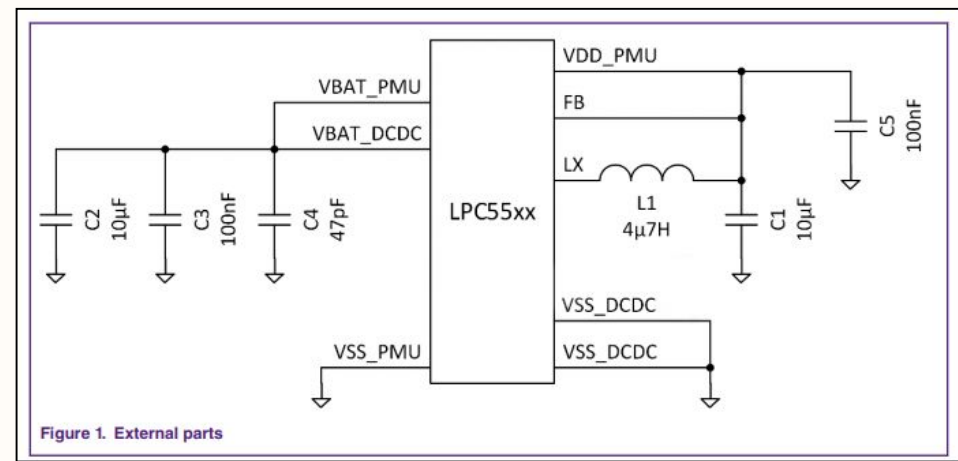 VBAT_PMU
VBAT_DCDC
C2
10µF
C3
100nF
C4
47pF
VSS_PMU
LPC55xx
VDD_PMU
FB
LX
L1
4µ7H
C1
10µF
C5
100nF
VSS_DCDC
VSS_DCDC
Figure 1. External parts